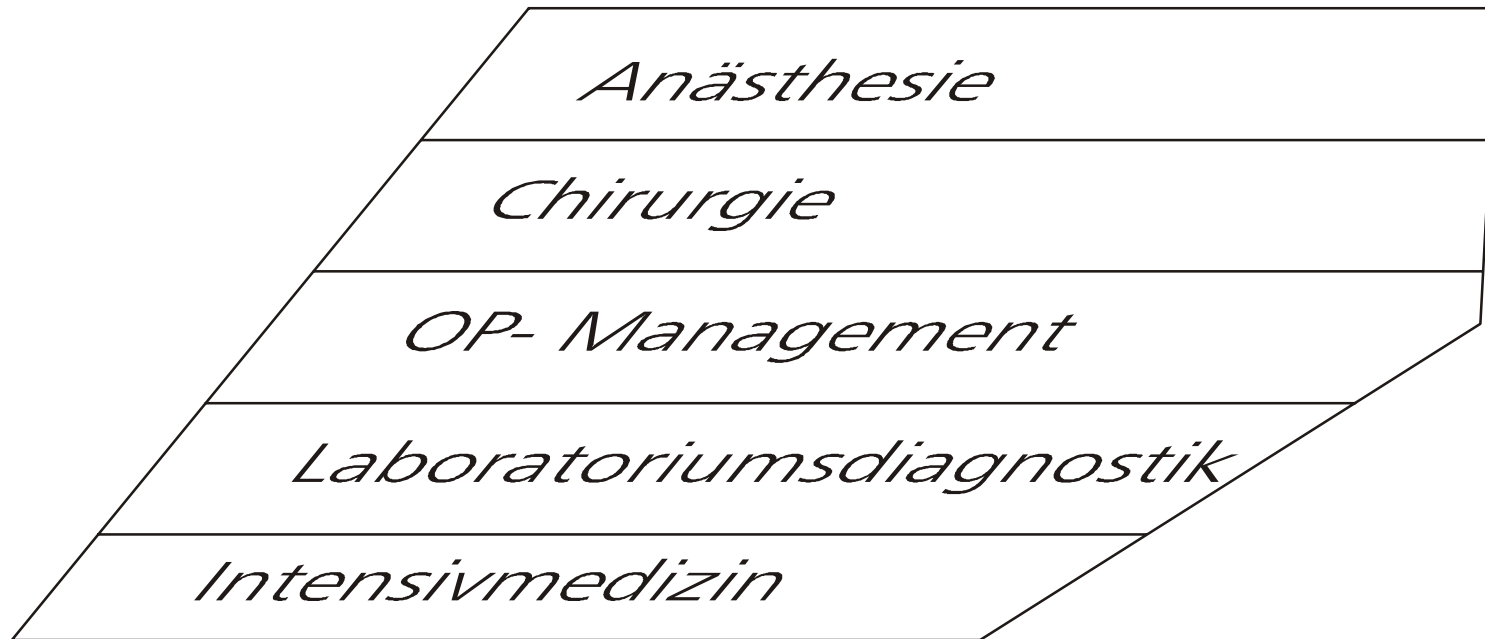 Anästhesie
Chirurgie
OP- Management
Laboratoriumsdiagnostik
Intensivmedizin